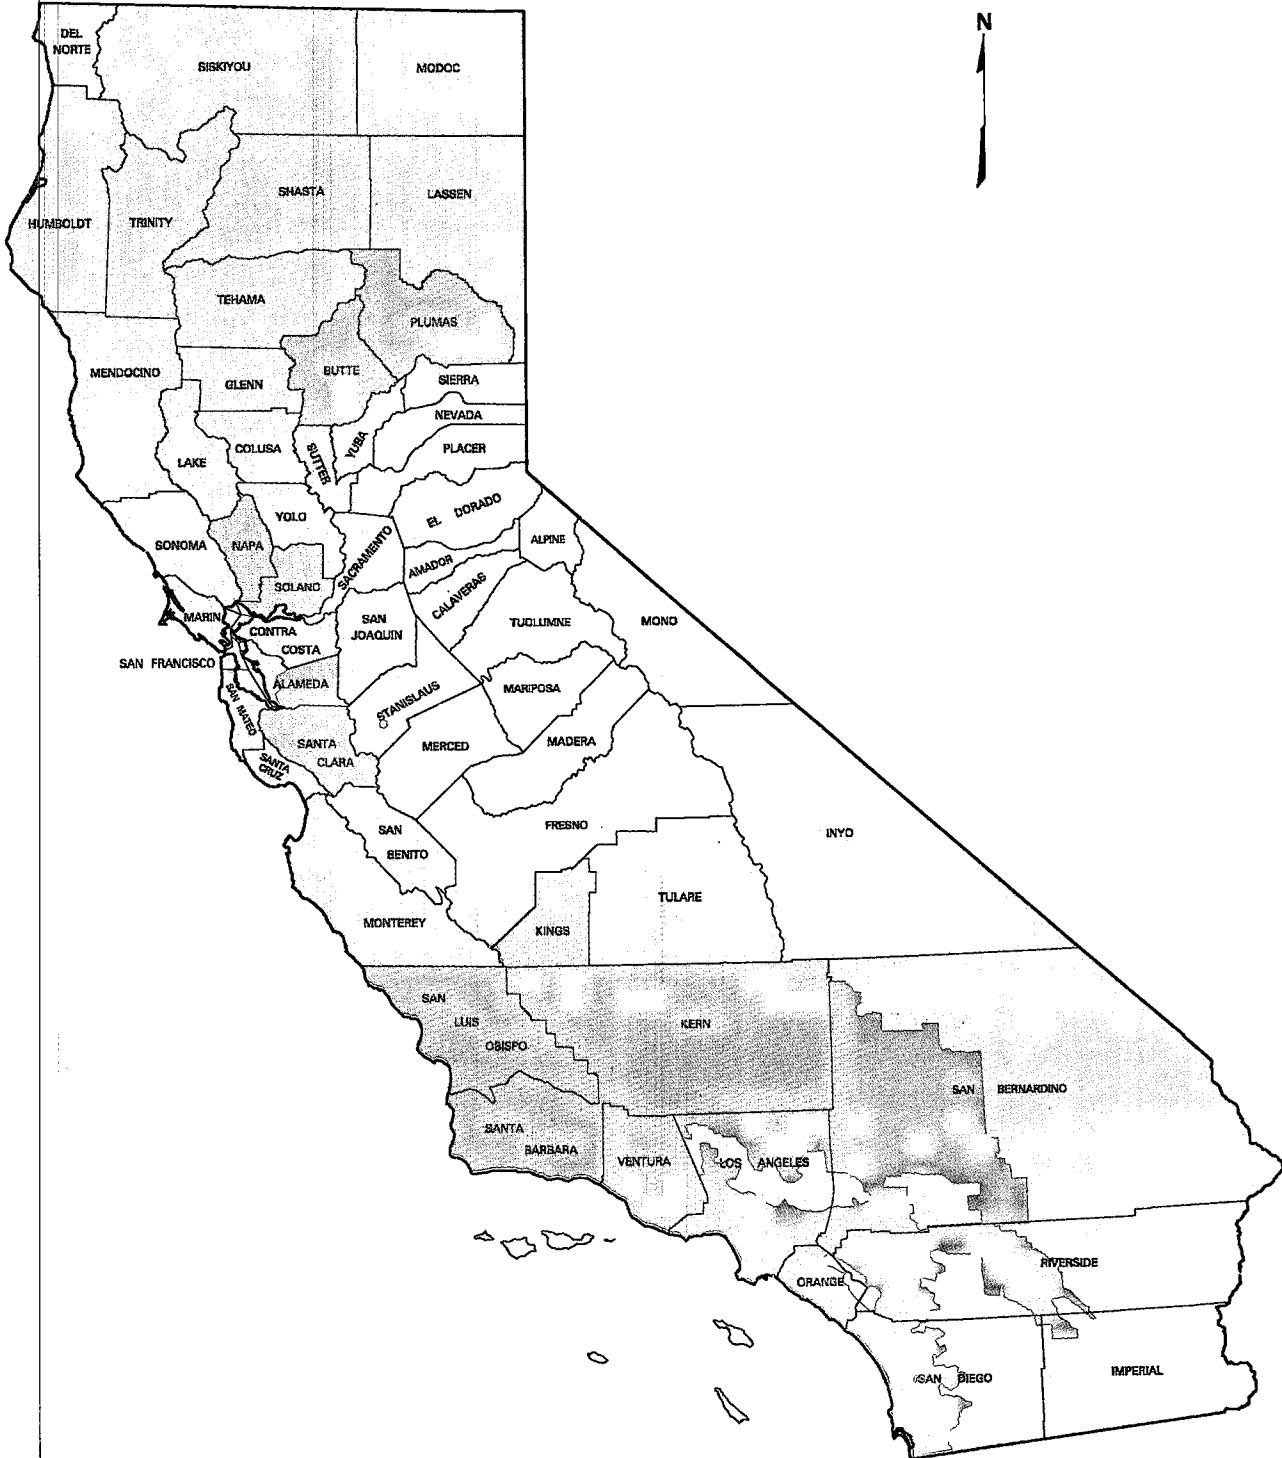 N
DEL
NORTE
SISKIYOU
MODOC
HUMBOLDT
TRINITY
SHASTA
LASSEN
TEHAMA
PLUMAS
MENDOCINO
GLENN
BUTTE
SIERRA
NEVADA
PLACER
YUBA
SUTTER
COLUSA
LAKE
YOLO
EL DORADO
SONOMA
NAPA
SACRAMENTO
ALPINE
AMADOR
SOLANO
CALAVERAS
MARIN
SAN
JOAQUIN
TUOLUMNE
MONO
CONTRA
COSTA
SAN FRANCISCO
ALAMEDA
STANISLAUS
MARIPOSA
SAN MATEO
SANTA
CLARA
MERCED
MADERA
SANTA
CRUZ
SAN
BENITO
FRESNO
INYO
TULARE
MONTEREY
KINGS
SAN
LUIS
OBISPO
KERN
SAN BERNARDINO
SANTA
BARBARA
VENTURA
LOS ANGELES
RIVERSIDE
ORANGE
SAN DIEGO
IMPERIAL